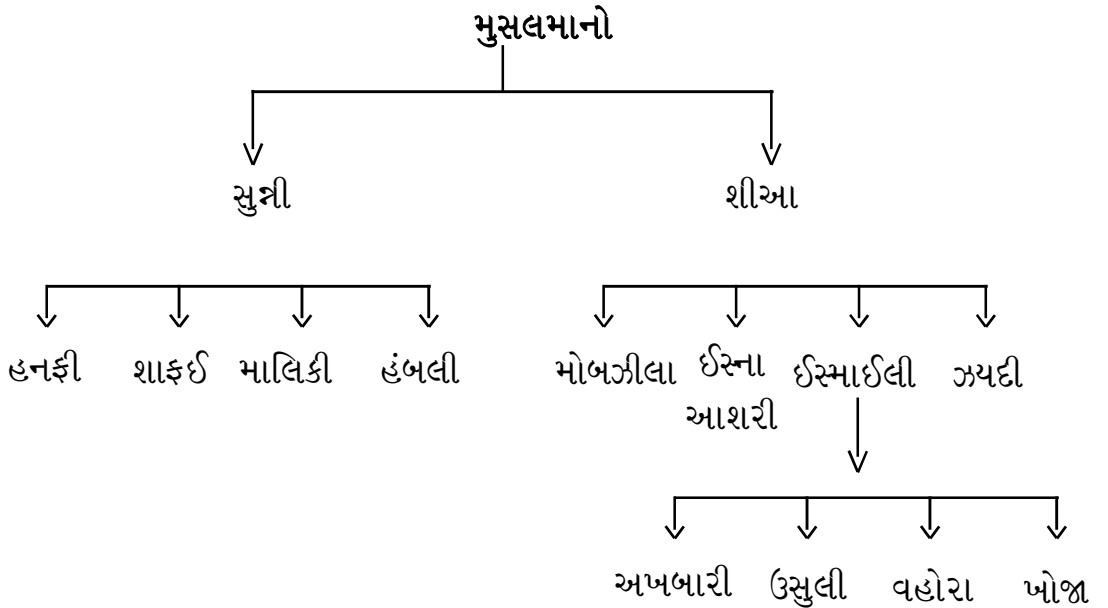 મુસલમાનો
સુન્ની શીઆ
હનફી શાફઈ માલિકી હંબલી મોબઝીલા ઈસ્ના ઈસ્માઈલી ઝયદી
આશરી
અખબારી ઉસુલી વહોરા ખોજા